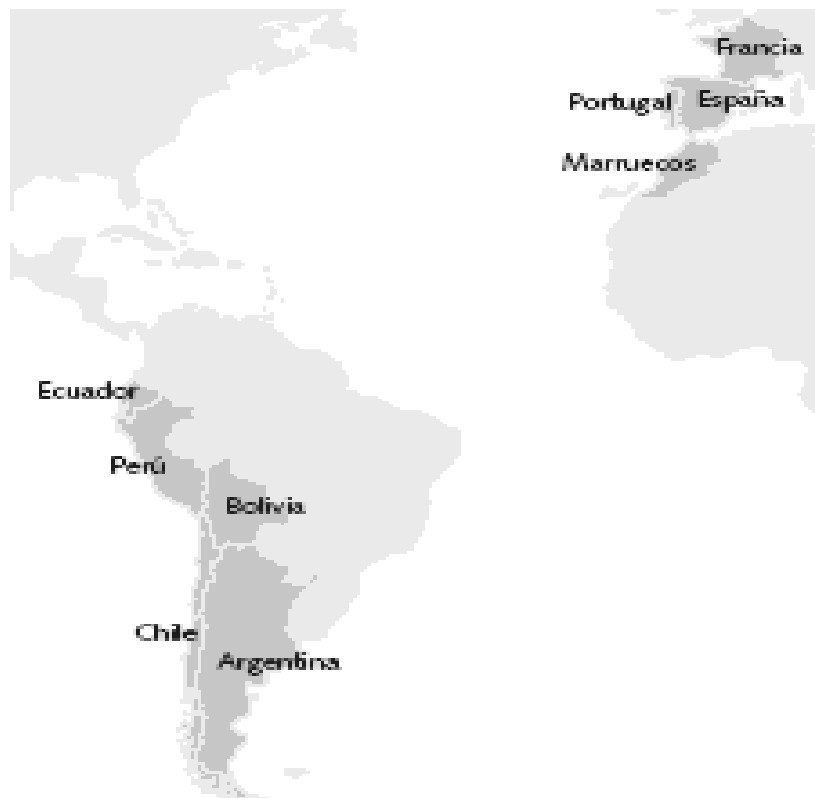 Francia
Portugal España
Marruecos
Ecuador
Perú
Bolivia
Chile
Argentina